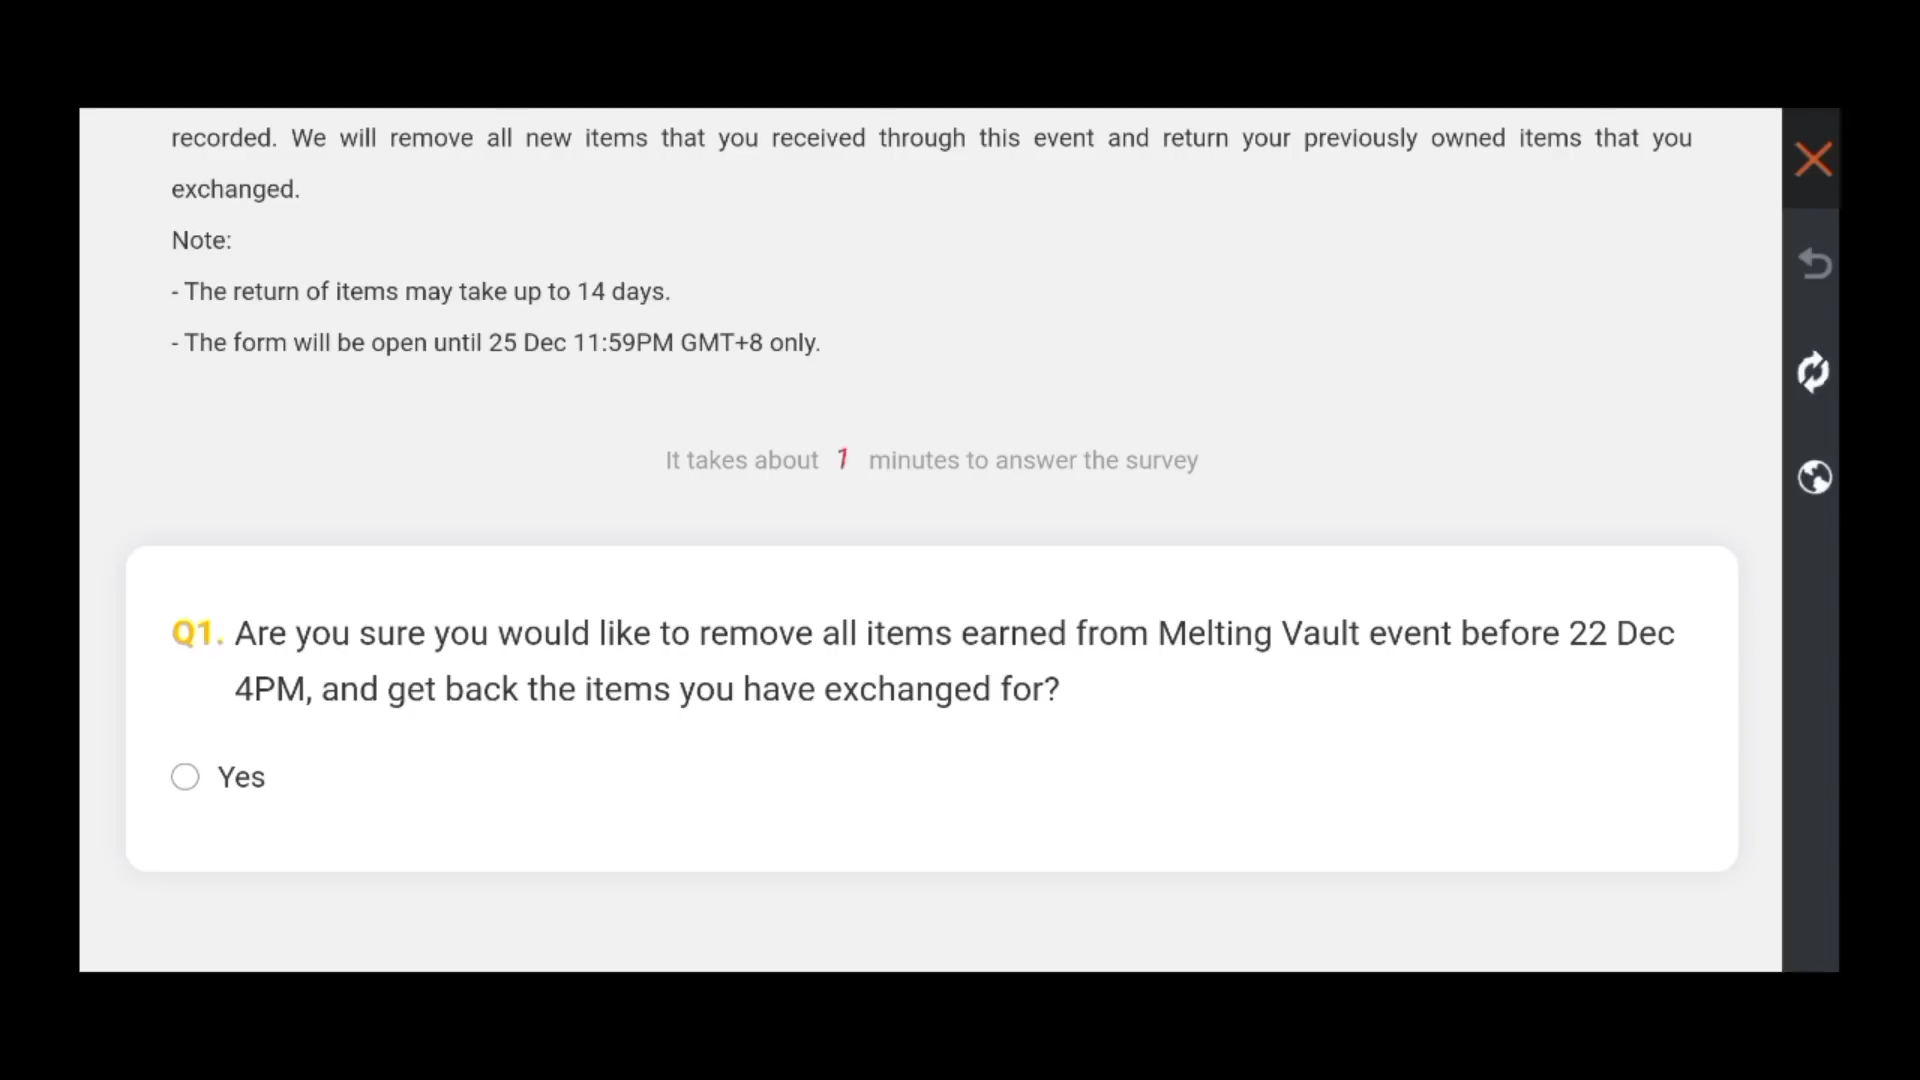 recorded. We will remove all new items that you received through this event and return your previously owned items that you
exchanged.
Note:
- The return of items may take up to 14 days.
- The form will be open until 25 Dec 11:59PM GMT+8 only.
It takes about 1 minutes to answer the survey
Q1. Are you sure you would like to remove all items earned from Melting Vault event before 22 Dec
4PM, and get back the items you have exchanged for?
Yes